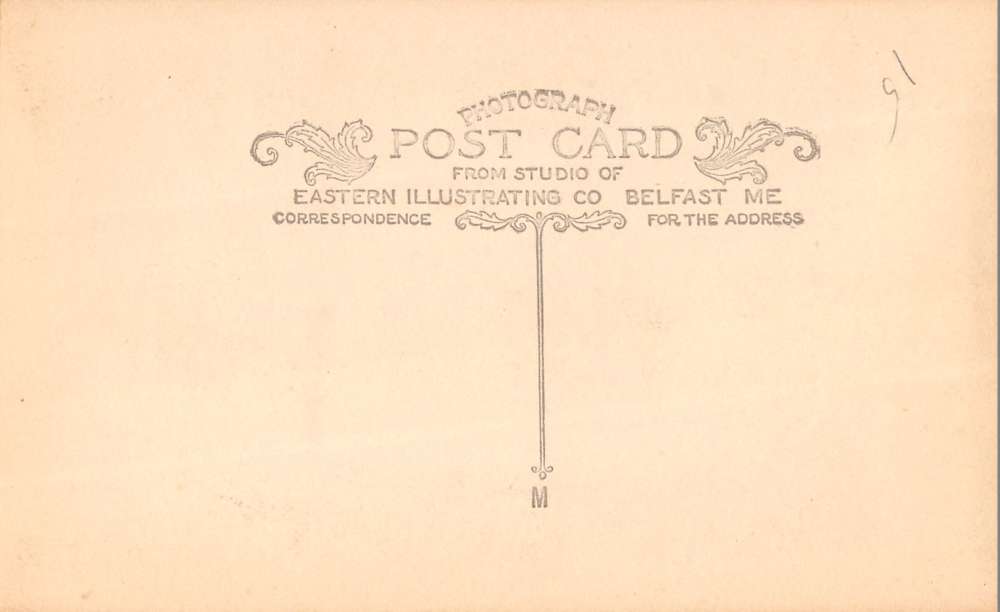 PHOTOGRAPH
POST CARD
FROM STUDIO OF
EASTERN ILLUSTRATING CO BELFAST ME
CORRESPONDENCE FOR THE ADDRESS
M